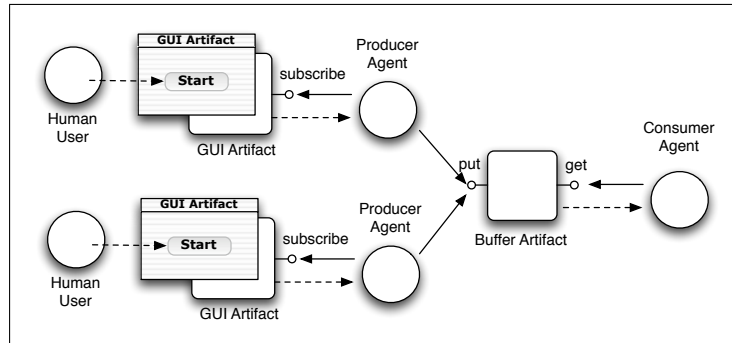 GUI Artifact
Start
Human
User
subscribe
GUI Artifact
Producer
Agent
put
get
Buffer Artifact
Consumer
Agent
GUI Artifact
Start
Human
User
subscribe
GUI Artifact
Producer
Agent